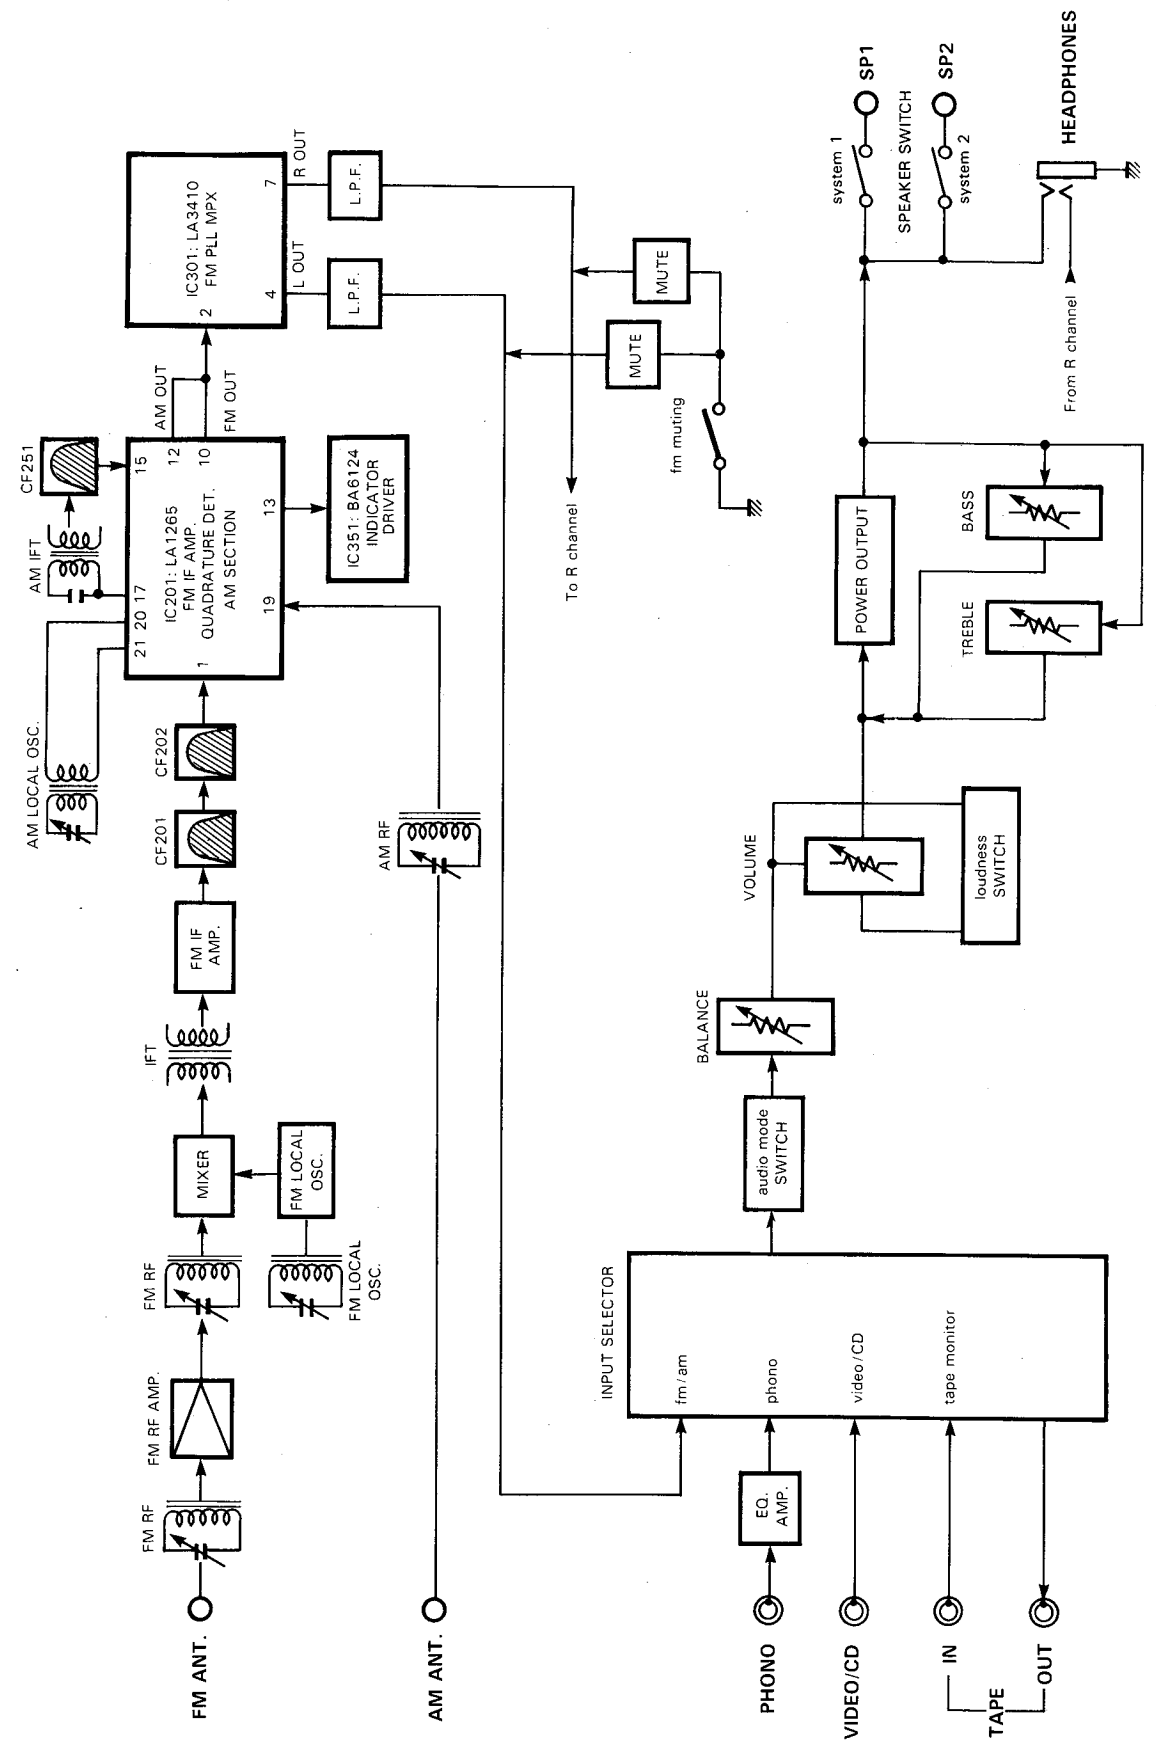 FM ANT.
FM RF
FM RF AMP.
FM RF
MIXER
FM LOCAL
OSC.
FM LOCAL
OSC.
IFT
FM IF
AMP.
CF201
CF202
AM LOCAL OSC.
AM IFT
CF251
21 20 17
15
1
IC201: LA1265
FM IF AMP.
QUADRATURE DET.
AM SECTION
12
10
19
13
AM OUT
FM OUT
IC351: BA6124
INDICATOR
DRIVER
2
IC301: LA3410
FM PLL MPX
4
7
L OUT
R OUT
L.P.F.
L.P.F.
AM ANT.
AM RF
To R channel
MUTE
MUTE
fm muting
INPUT SELECTOR
fm/am
phono
video/CD
tape monitor
PHONO
EQ.
AMP.
VIDEO/CD
TAPE
IN
OUT
audio mode
SWITCH
BALANCE
VOLUME
loudness
SWITCH
POWER OUTPUT
TREBLE
BASS
system 1
SP1
SPEAKER SWITCH
system 2
SP2
From R channel
HEADPHONES